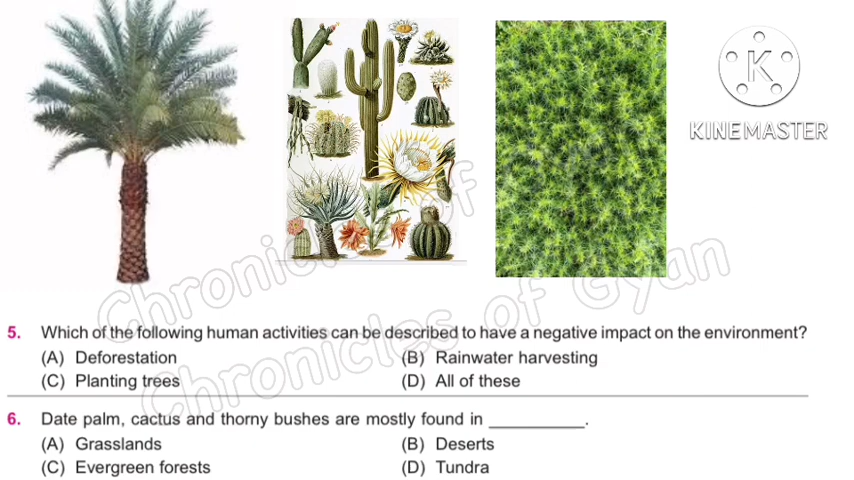 K
KINEMASTER
Chronicles of
Chronicles of Gyan
5. Which of the following human activities can be described to have a negative impact on the environment?
(A) Deforestation (B) Rainwater harvesting
(C) Planting trees (D) All of these
6. Date palm, cactus and thorny bushes are mostly found in __________.
(A) Grasslands (B) Deserts
(C) Evergreen forests (D) Tundra